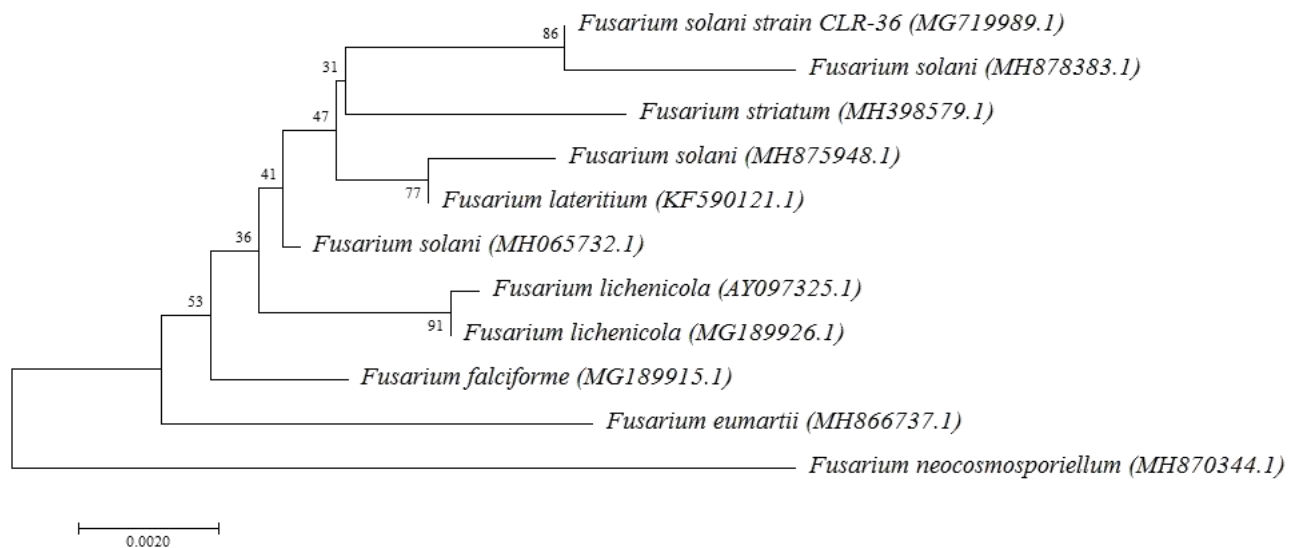 Fusarium solani strain CLR-36 (MG719989.1)
86
Fusarium solani (MH878383.1)
31
Fusarium striatum (MH398579.1)
47
Fusarium solani (MH875948.1)
41
77
Fusarium lateritium (KF590121.1)
36
Fusarium solani (MH065732.1)
Fusarium lichenicola (AY097325.1)
53
91
Fusarium lichenicola (MG189926.1)
Fusarium falciforme (MG189915.1)
Fusarium eumartii (MH866737.1)
Fusarium neocosmosporiellum (MH870344.1)
0.0020